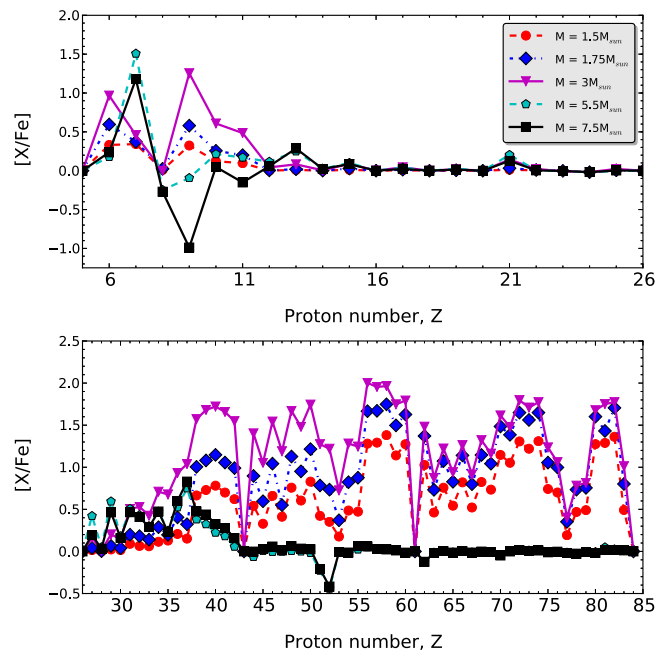 2.0
1.5
1.0
0.5
0.0
−0.5
−1.0
[X/Fe]
M = 1.5M_sun
M = 1.75M_sun
M = 3M_sun
M = 5.5M_sun
M = 7.5M_sun
6 11 16 21 26
Proton number, Z
2.5
2.0
1.5
1.0
0.5
0.0
−0.5
[X/Fe]
30 35 40 45 50 55 60 65 70 75 80 85
Proton number, Z